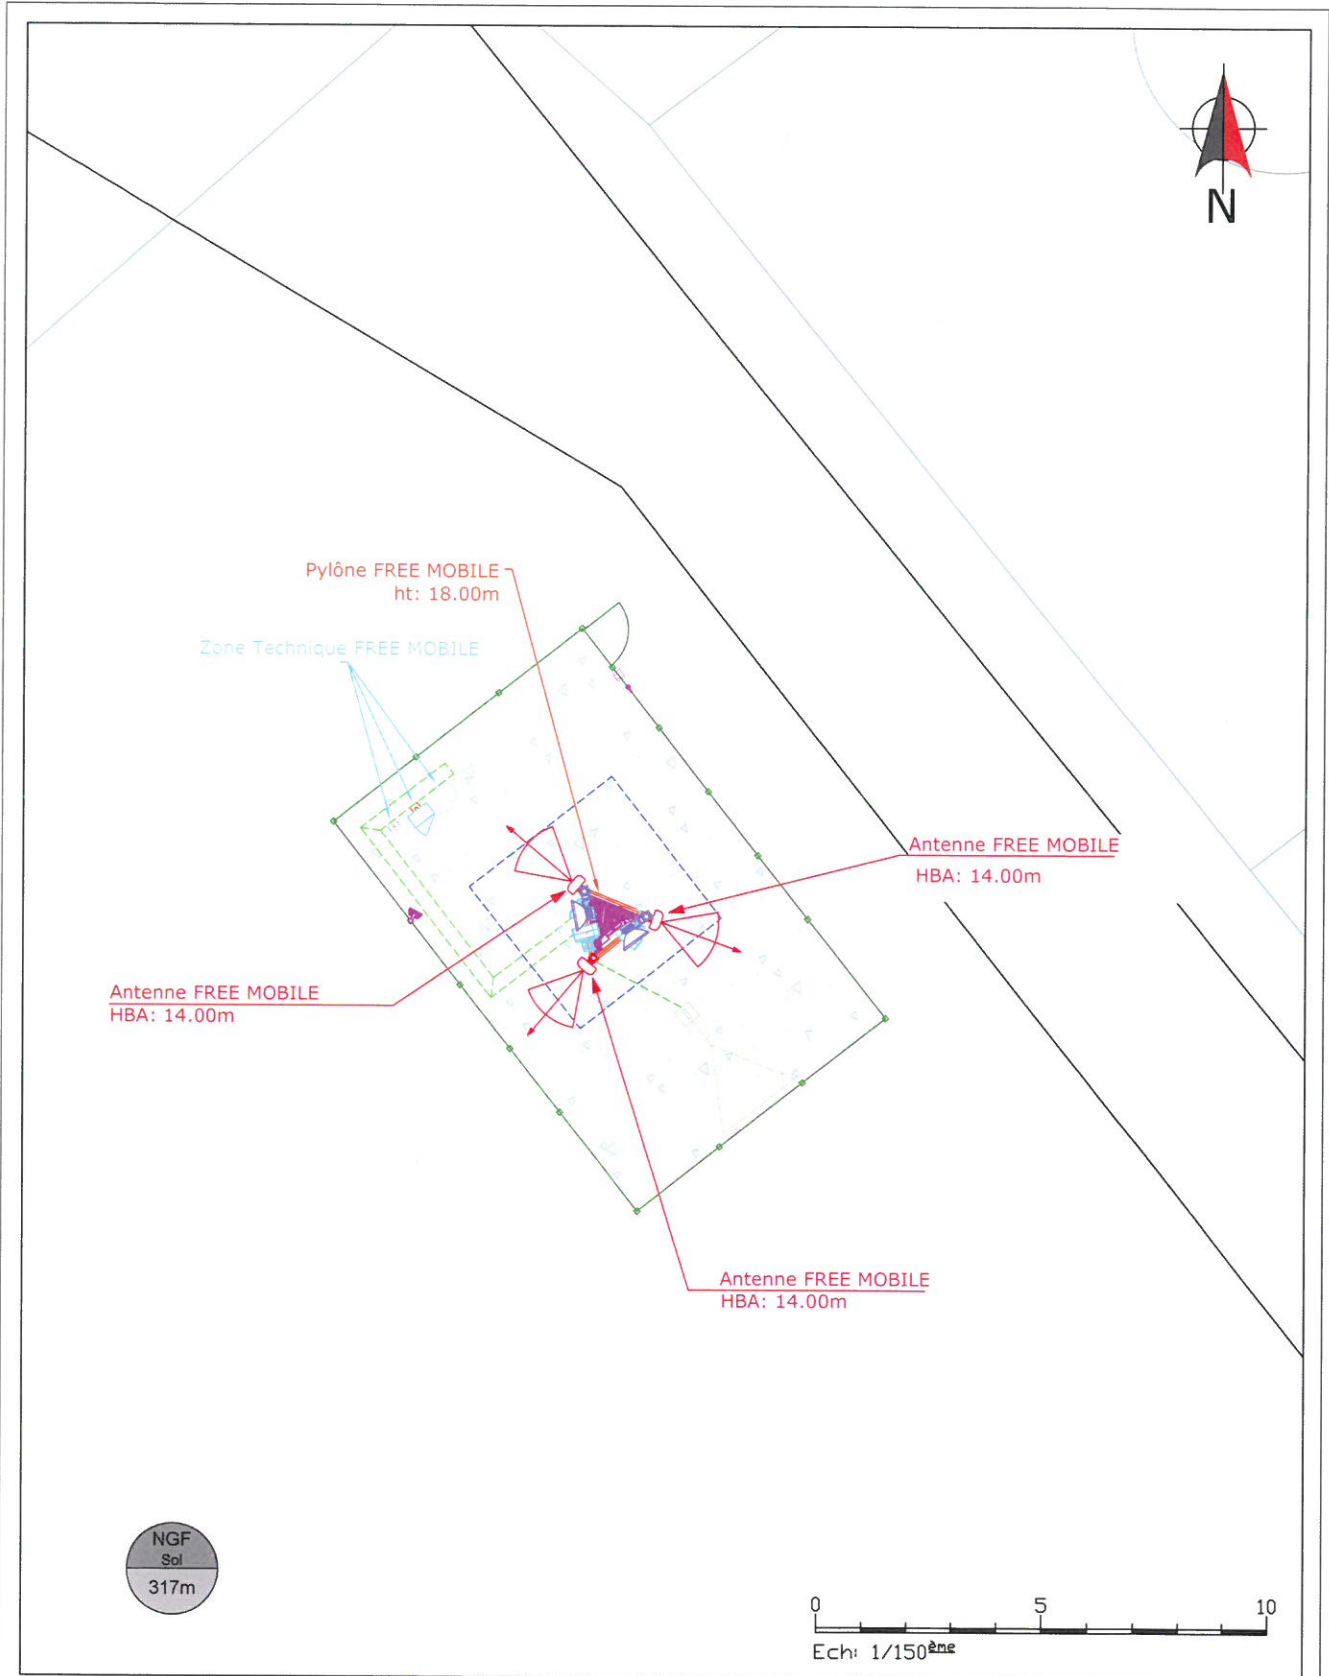 N
Pylône FREE MOBILE
ht: 18.00m
Zone Technique FREE MOBILE
Antenne FREE MOBILE
HBA: 14.00m
Antenne FREE MOBILE
HBA: 14.00m
Antenne FREE MOBILE
HBA: 14.00m
NGF
Sol
317m
0 5 10
Ech: 1/150ème